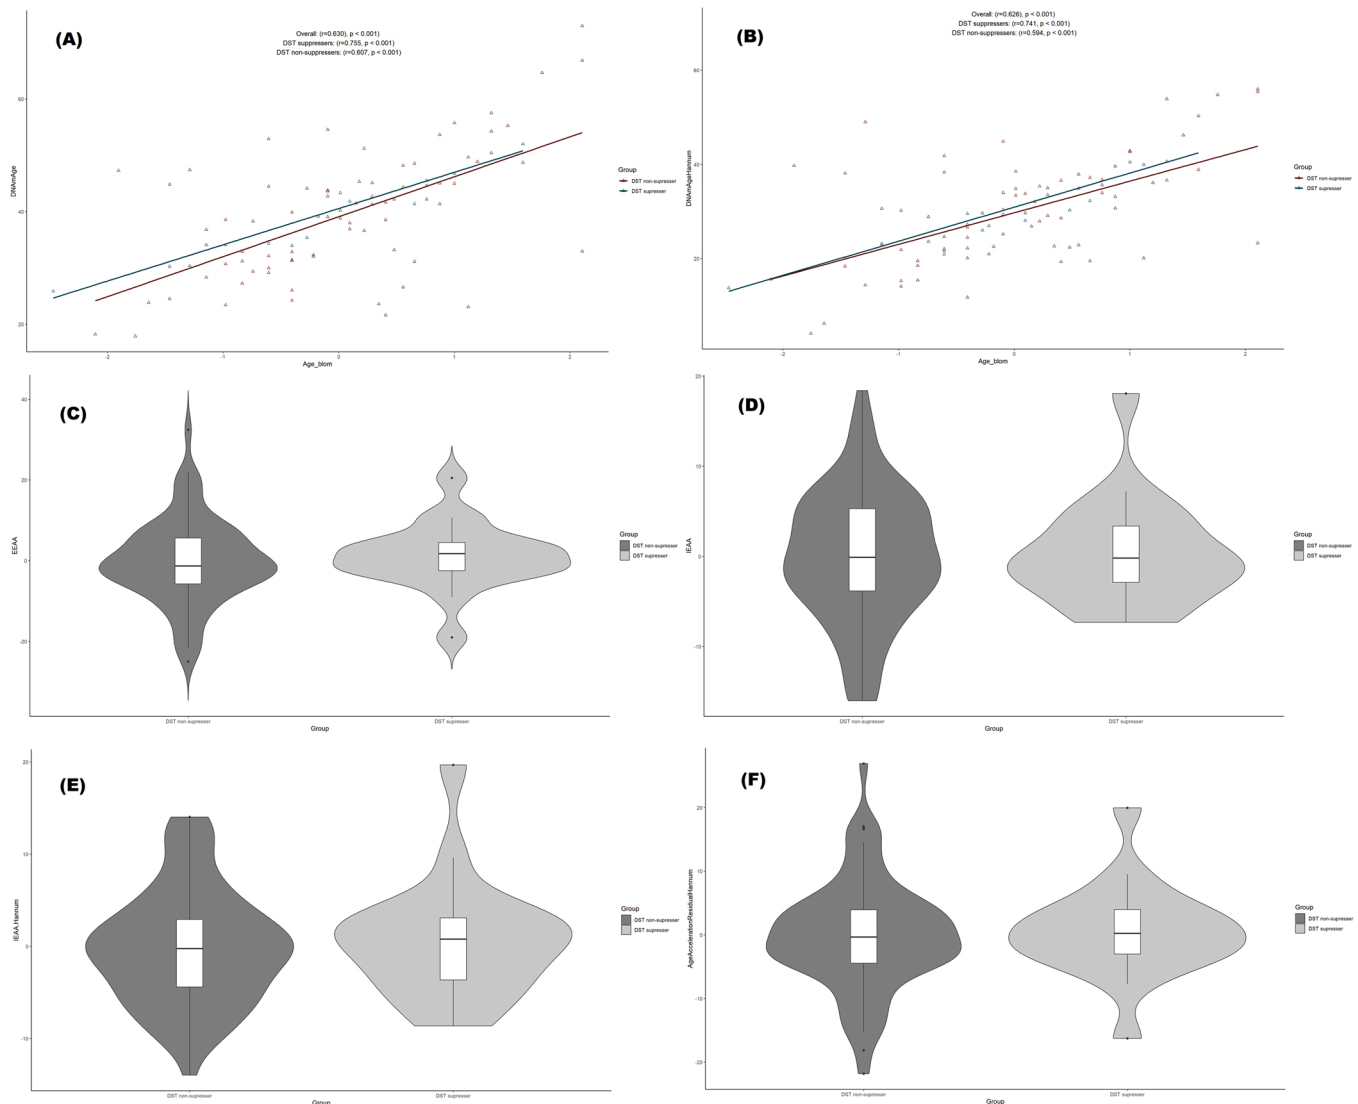 (A)
Overall: (r=0.630), p < 0.001)
DST suppressers: (r=0.755, p < 0.001)
DST non-suppressers: (r=0.607, p < 0.001)
60
40
20
DNAmAge
-2
-1
0
1
2
Age_blom
Group
DST non-supresser
DST supresser
(B)
Overall: (r=0.626), p < 0.001)
DST suppressers: (r=0.741, p < 0.001)
DST non-suppressers: (r=0.594, p < 0.001)
60
40
20
DNAmAgeHannum
-2
-1
0
1
2
Age_blom
Group
DST non-supresser
DST supresser
(C)
40
20
0
-20
EEAA
DST non-supresser
DST supresser
Group
Group
DST non-supresser
DST supresser
(D)
20
10
0
-10
IEAA
DST non-supresser
DST supresser
Group
Group
DST non-supresser
DST supresser
(E)
20
10
0
-10
IEAA.Hannum
DST non-supresser
DST supresser
Group
Group
DST non-supresser
DST supresser
(F)
20
10
0
-10
-20
AgeAccelerationResidualHannum
DST non-supresser
DST supresser
Group
Group
DST non-supresser
DST supresser